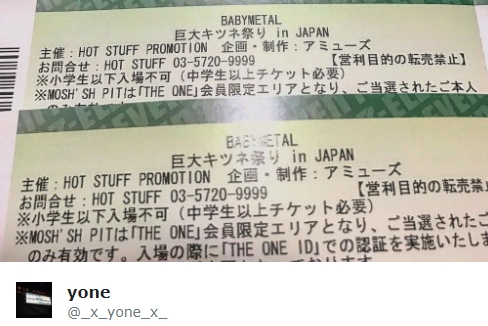 BABYMETAL
巨大キツネ祭り in JAPAN
主催：HOT STUFF PROMOTION 企画・制作：アミューズ
お問合せ：HOT STUFF 03-5720-9999 【営利目的の転売禁止】
※小学生以下入場不可（中学生以上チケット必要）
※MOSH'SH PITは｢THE ONE｣会員限定エリアとなり、ご当選されたご本人
のみ有効です
BABYMETAL
巨大キツネ祭り in JAPAN
主催：HOT STUFF PROMOTION 企画・制作：アミューズ
お問合せ：HOT STUFF 03-5720-9999 【営利目的の転売禁止
※小学生以下入場不可（中学生以上チケット必要）
※MOSH'SH PITは｢THE ONE｣会員限定エリアとなり、ご当選されたご
のみ有効です。入場の際に｢THE ONE ID｣での認証を実施いたしま
yone
@_x_yone_x_